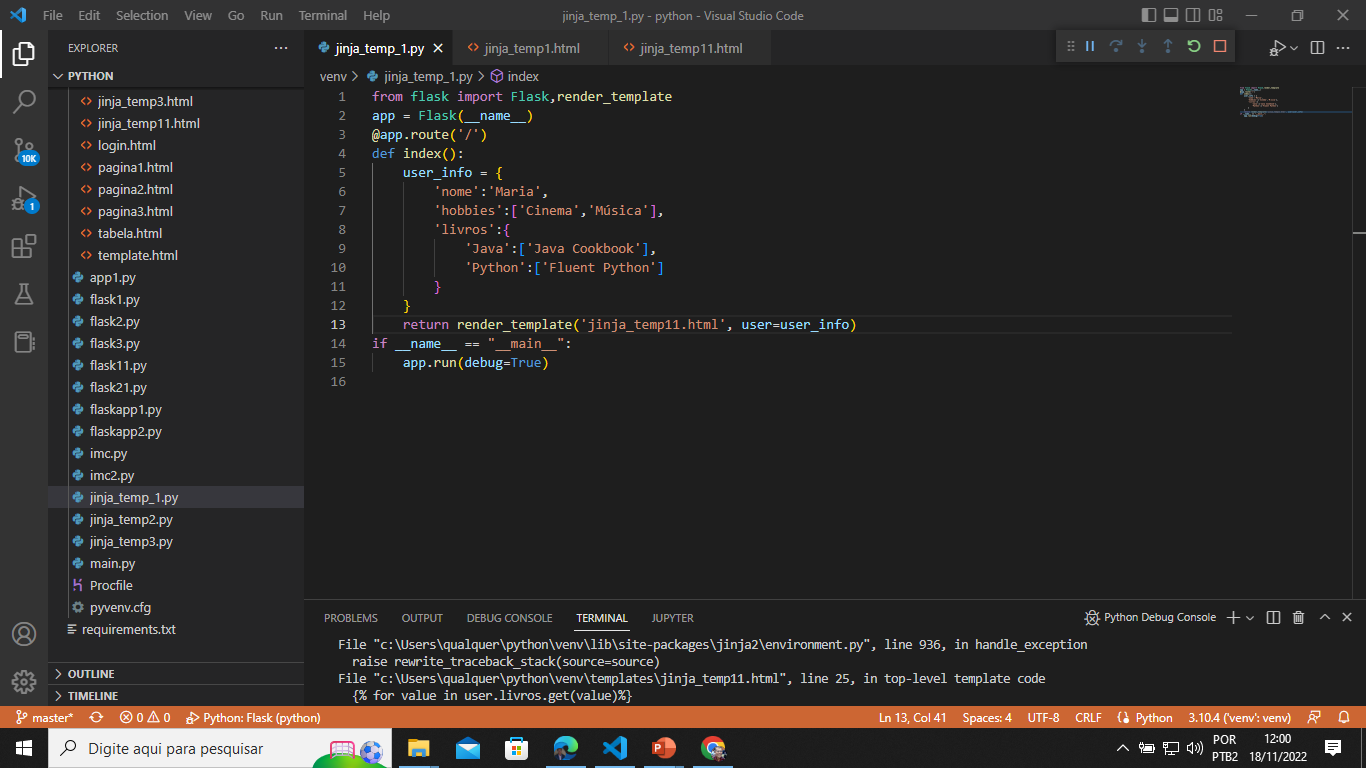 File Edit Selection View Go Run Terminal Help
jinja_temp_1.py - python - Visual Studio Code
EXPLORER
PYTHON
jinja_temp3.html
jinja_temp11.html
login.html
pagina1.html
pagina2.html
pagina3.html
tabela.html
template.html
app1.py
flask1.py
flask2.py
flask3.py
flask11.py
flask21.py
flaskapp1.py
flaskapp2.py
imc.py
imc2.py
jinja_temp_1.py
jinja_temp2.py
jinja_temp3.py
main.py
Procfile
pyvenv.cfg
requirements.txt
OUTLINE
TIMELINE
10K
1
jinja_temp_1.py jinja_temp1.html jinja_temp11.html
venv > jinja_temp_1.py > index
1 from flask import Flask,render_template
2 app = Flask(__name__)
3 @app.route('/')
4 def index():
5 user_info = {
6 'nome':'Maria',
7 'hobbies':['Cinema','Música'],
8 'livros':{
9 'Java':['Java Cookbook'],
10 'Python':['Fluent Python']
11 }
12 }
13 return render_template('jinja_temp11.html', user=user_info)
14 if __name__ == "__main__":
15 app.run(debug=True)
16
PROBLEMS OUTPUT DEBUG CONSOLE TERMINAL JUPYTER
Python Debug Console
File "c:\Users\qualquer\python\venv\lib\site-packages\jinja2\environment.py", line 936, in handle_exception
raise rewrite_traceback_stack(source=source)
File "c:\Users\qualquer\python\venv\templates\jinja_temp11.html", line 25, in top-level template code
{% for value in user.livros.get(value)%}
master* 0 0 Python: Flask (python)
Ln 13, Col 41 Spaces: 4 UTF-8 CRLF Python 3.10.4 ('venv': venv)
Digite aqui para pesquisar
POR
PTB2
12:00
18/11/2022